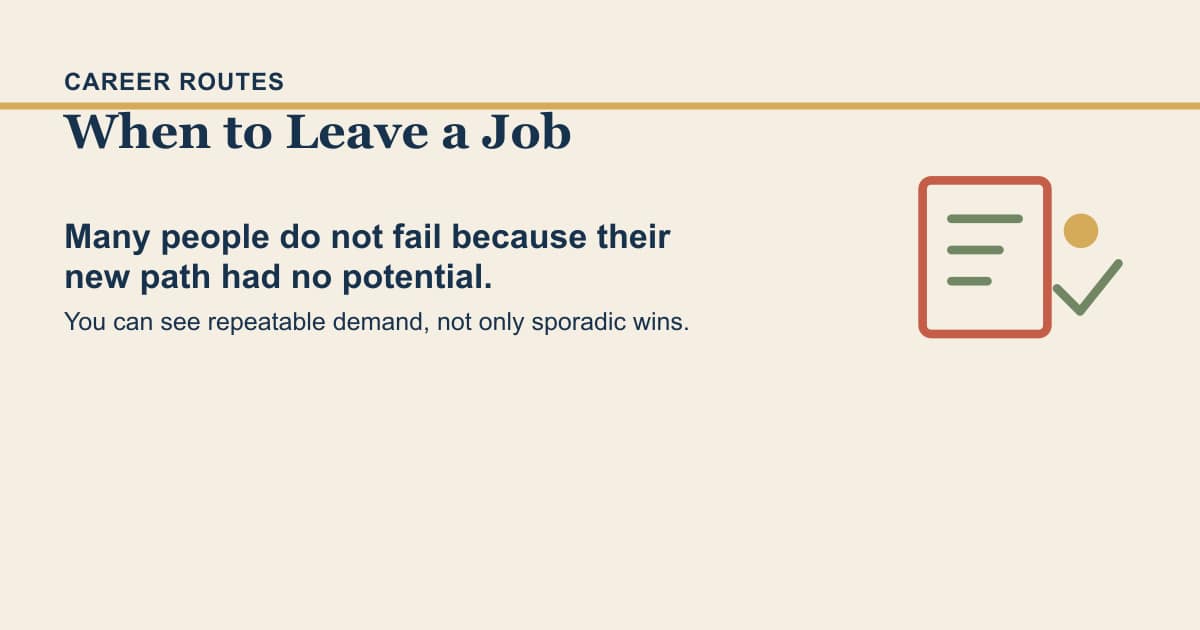 CAREER ROUTES
When to Leave a Job
Many people do not fail because their
new path had no potential.
You can see repeatable demand, not only sporadic wins.